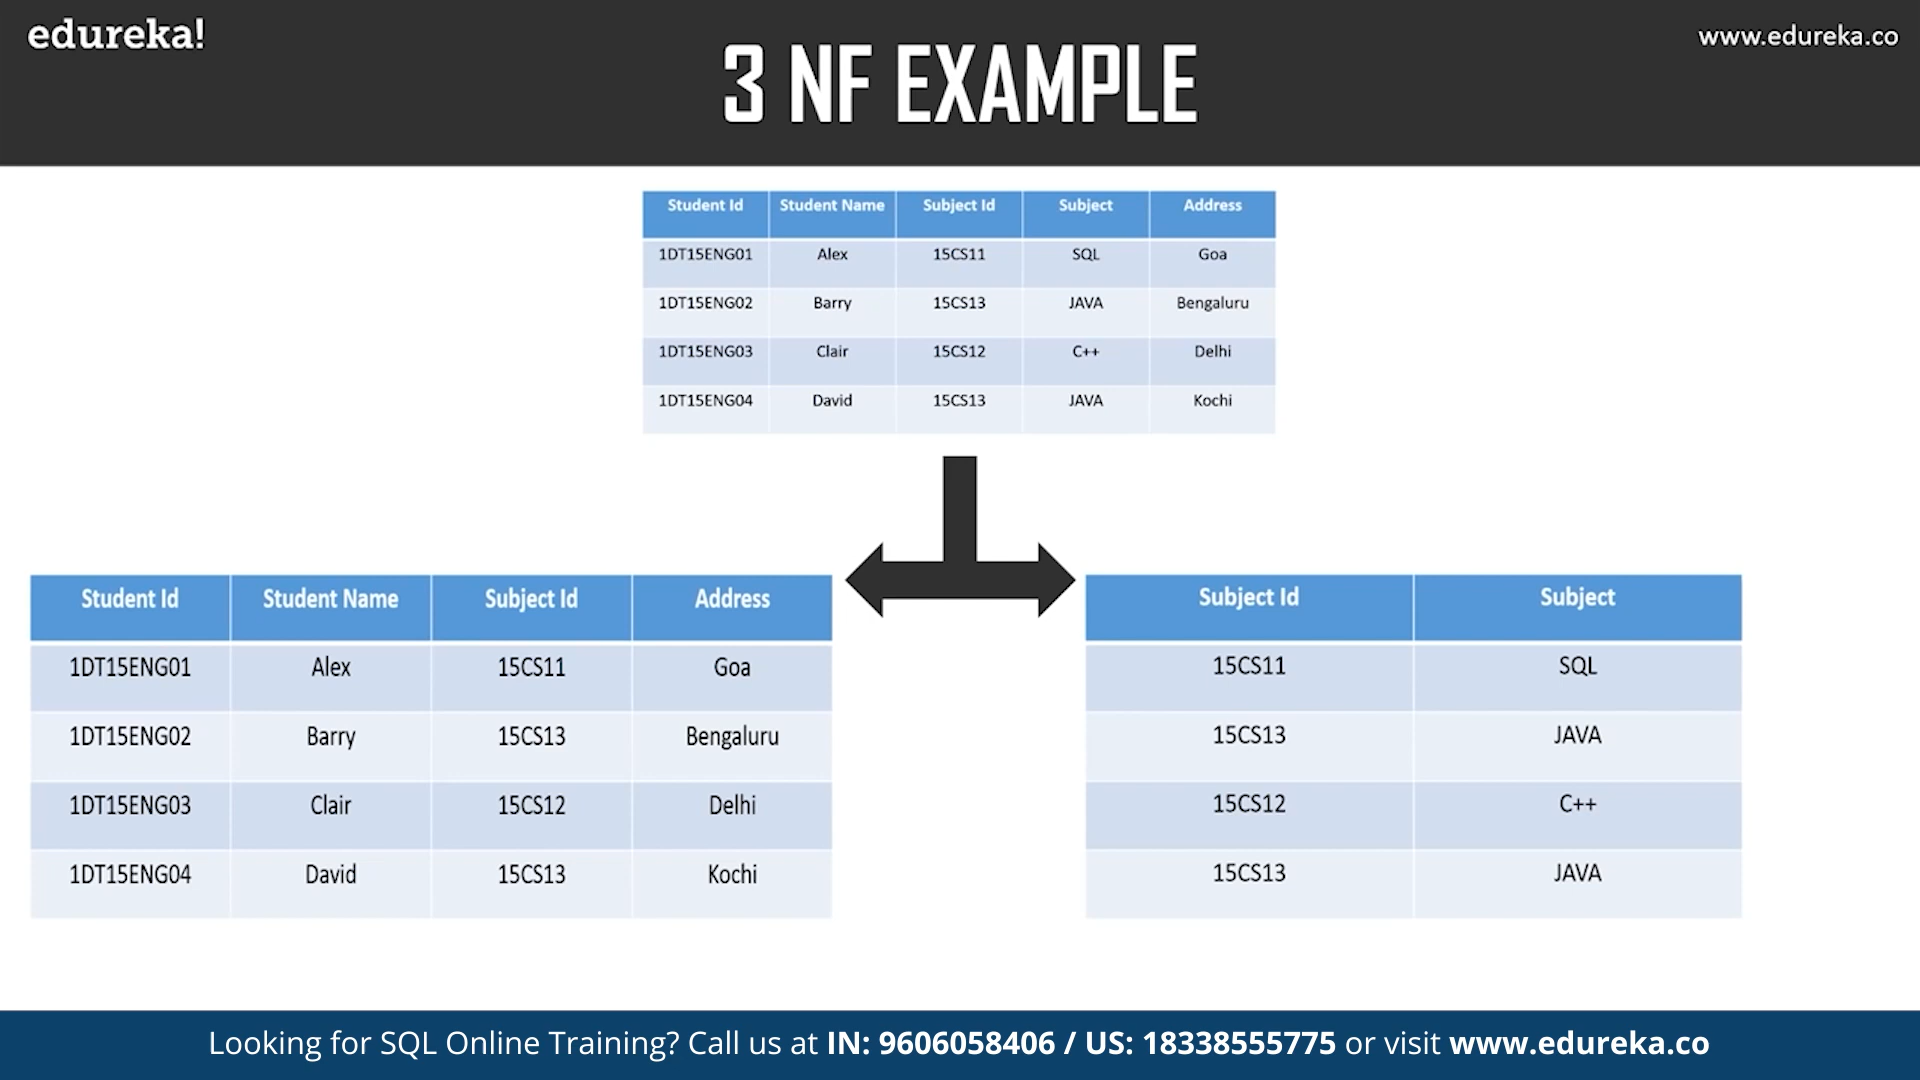 edureka!
www.edureka.co
3 NF EXAMPLE
Student Id Student Name Subject Id Subject Address
1DT15ENG01 Alex 15CS11 SQL Goa
1DT15ENG02 Barry 15CS13 JAVA Bengaluru
1DT15ENG03 Clair 15CS12 C++ Delhi
1DT15ENG04 David 15CS13 JAVA Kochi
Student Id Student Name Subject Id Address
1DT15ENG01 Alex 15CS11 Goa
1DT15ENG02 Barry 15CS13 Bengaluru
1DT15ENG03 Clair 15CS12 Delhi
1DT15ENG04 David 15CS13 Kochi
Subject Id Subject
15CS11 SQL
15CS13 JAVA
15CS12 C++
15CS13 JAVA
Looking for SQL Online Training? Call us at IN: 9606058406 / US: 18338555775 or visit www.edureka.co